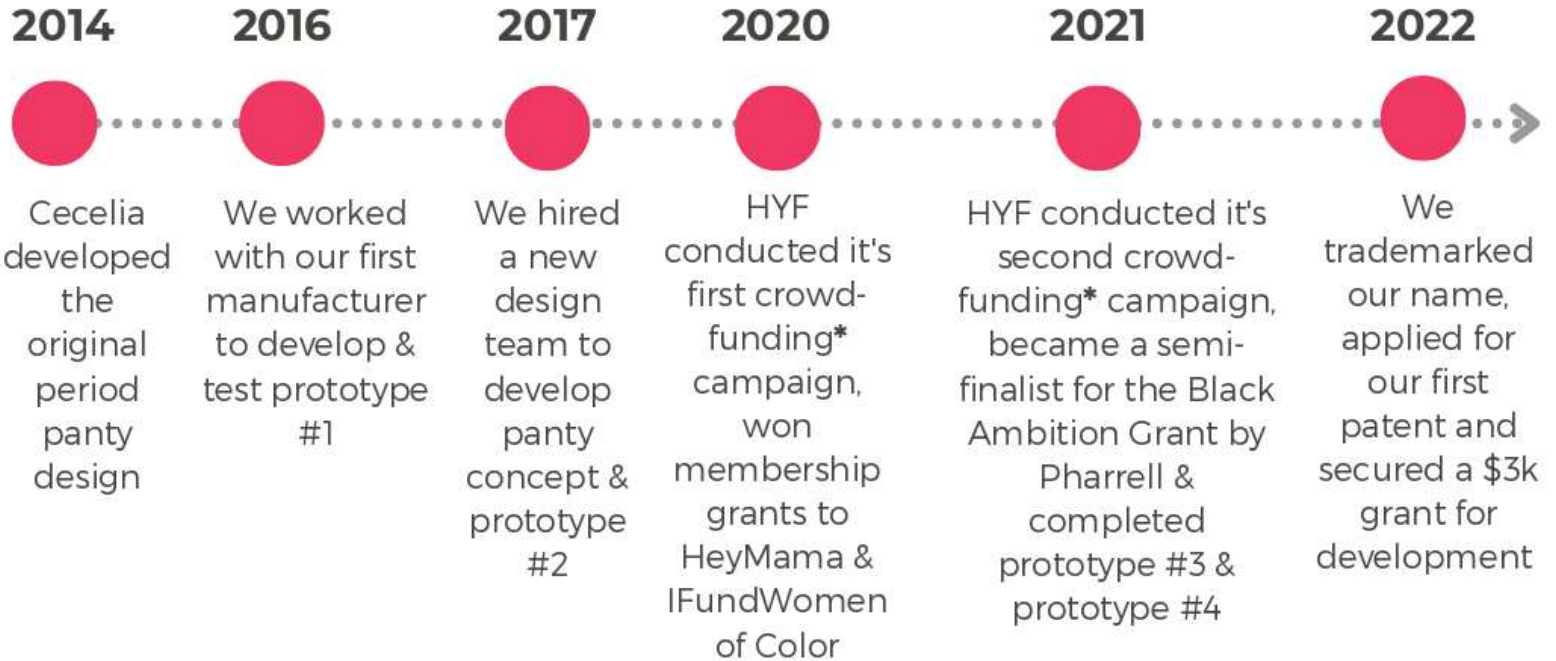 2014
Cecelia
developed
the
original
period
panty
design
2016
We worked
with our first
manufacturer
to develop &
test prototype
#1
2017
We hired
a new
design
team to
develop
panty
concept &
prototype
#2
2020
HYF
conducted it's
first crowd-
funding*
campaign,
won
membership
grants to
HeyMama &
IFundWomen
of Color
2021
HYF conducted it's
second crowd-
funding* campaign,
became a semi-
finalist for the Black
Ambition Grant by
Pharrell &
completed
prototype #3 &
prototype #4
2022
We
trademarked
our name,
applied for
our first
patent and
secured a $3k
grant for
development